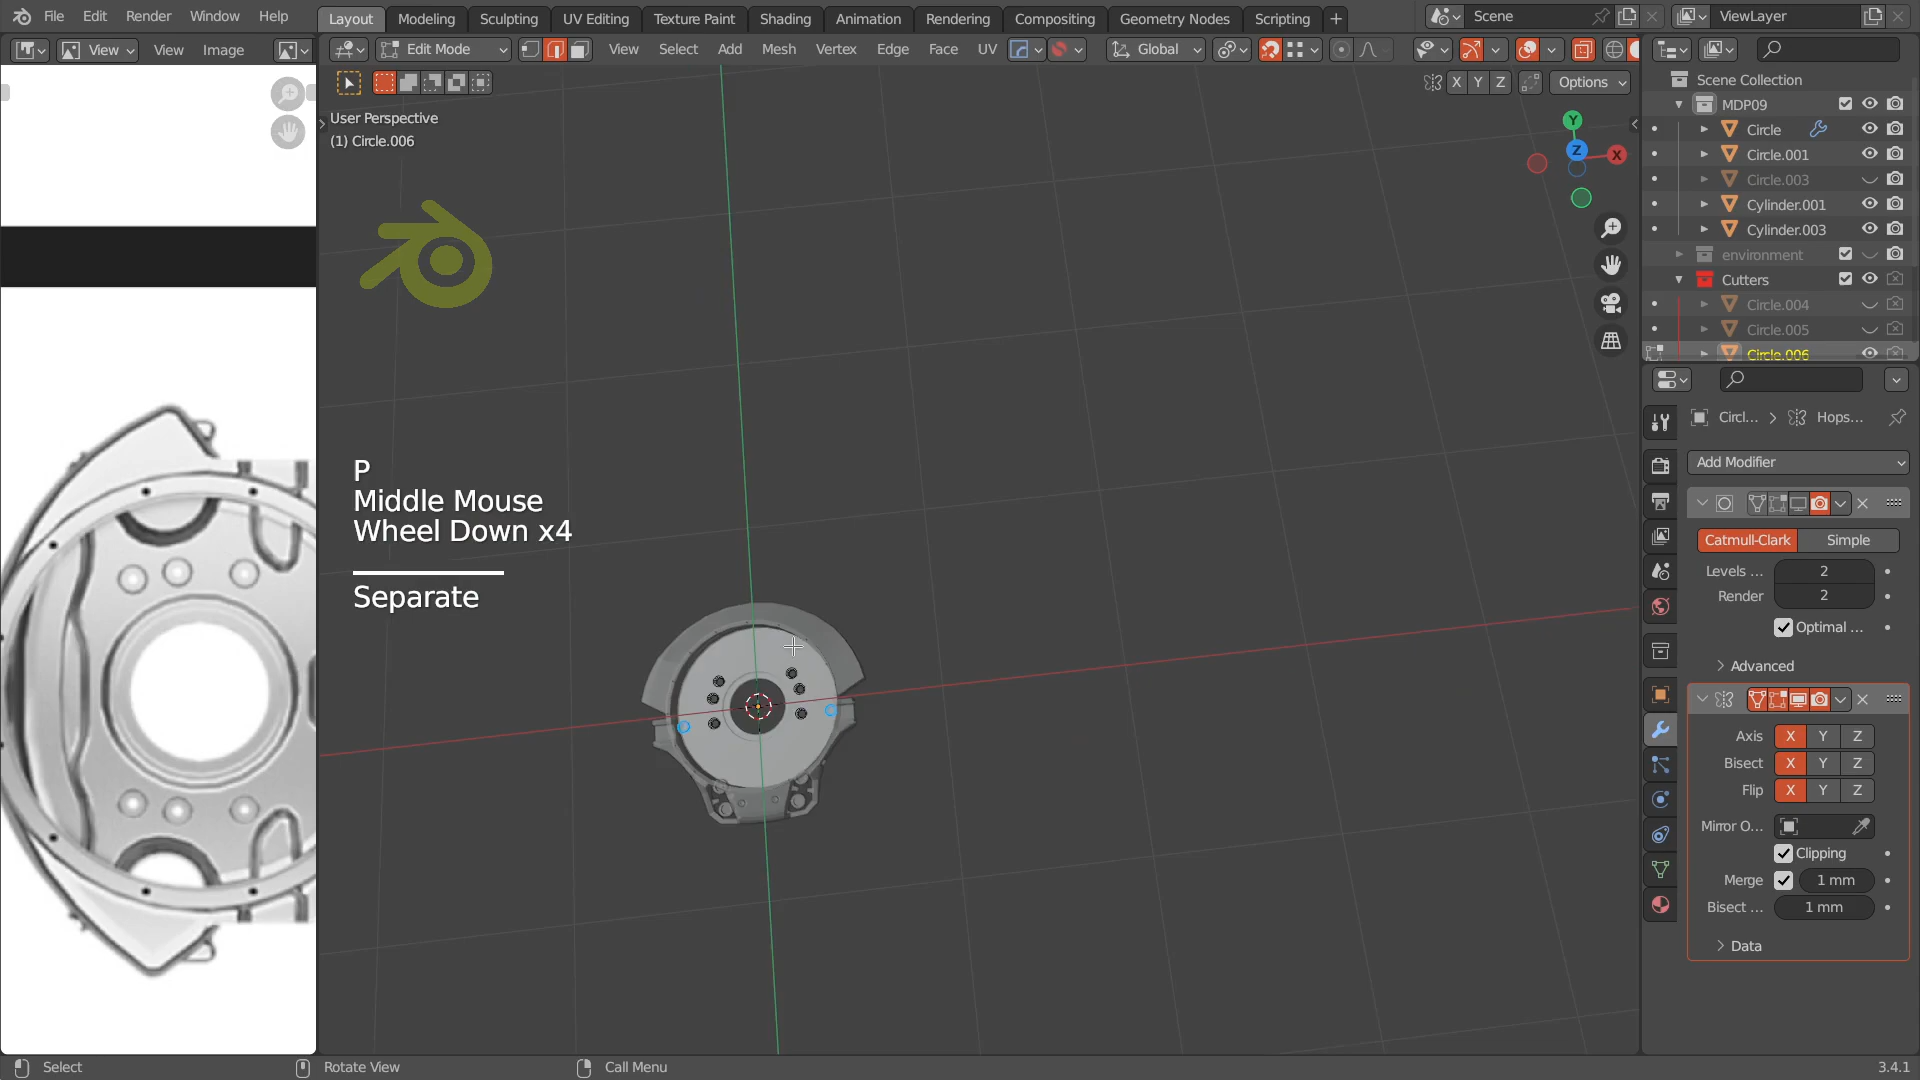 File Edit Render Window Help Layout Modeling Sculpting UV Editing Texture Paint Shading Animation Rendering Compositing Geometry Nodes Scripting Scene ViewLayer
View View Image Edit Mode View Select Add Mesh Vertex Edge Face UV Global
X Y Z Options
User Perspective
(1) Circle.006
Y
Z
X
P
Middle Mouse
Wheel Down x4
Separate
Scene Collection
MDP09
Circle
Circle.001
Circle.003
Cylinder.001
Cylinder.003
environment
Cutters
Circle.004
Circle.005
Circle.006
Circl... Hops...
Add Modifier
Catmull-Clark Simple
Levels ... 2
Render 2
Optimal ...
Advanced
Axis X Y Z
Bisect X Y Z
Flip X Y Z
Mirror O...
Clipping
Merge 1 mm
Bisect ... 1 mm
Data
Select Rotate View Call Menu 3.4.1